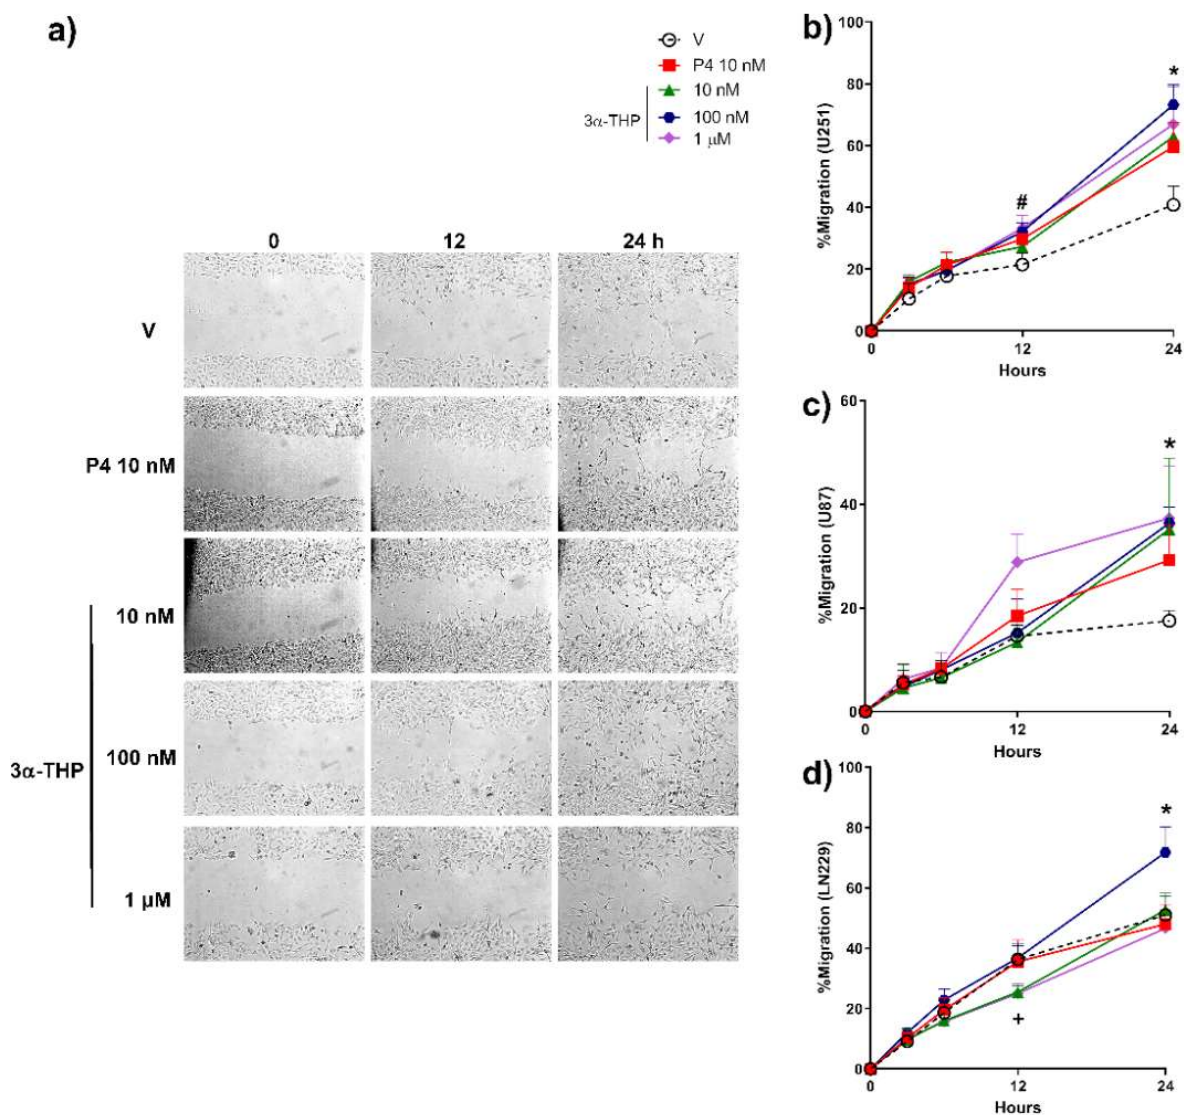 a)
V
P4 10 nM
10 nM
3α-THP
100 nM
1 μM
0 12 24 h
V
P4 10 nM
10 nM
3α-THP
100 nM
1 μM
b)
%Migration (U251)
100
80
60
40
20
0
*
#
0 12 24
Hours
c)
%Migration (U87)
60
40
20
0
*
0 12 24
Hours
d)
%Migration (LN229)
100
80
60
40
20
0
*
+
0 12 24
Hours